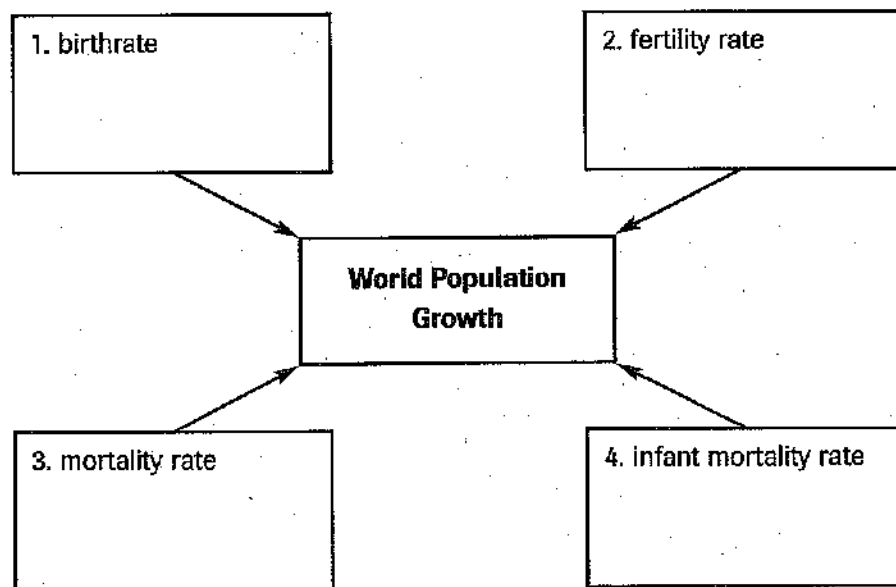 1. birthrate
2. fertility rate
World Population
Growth
3. mortality rate
4. infant mortality rate